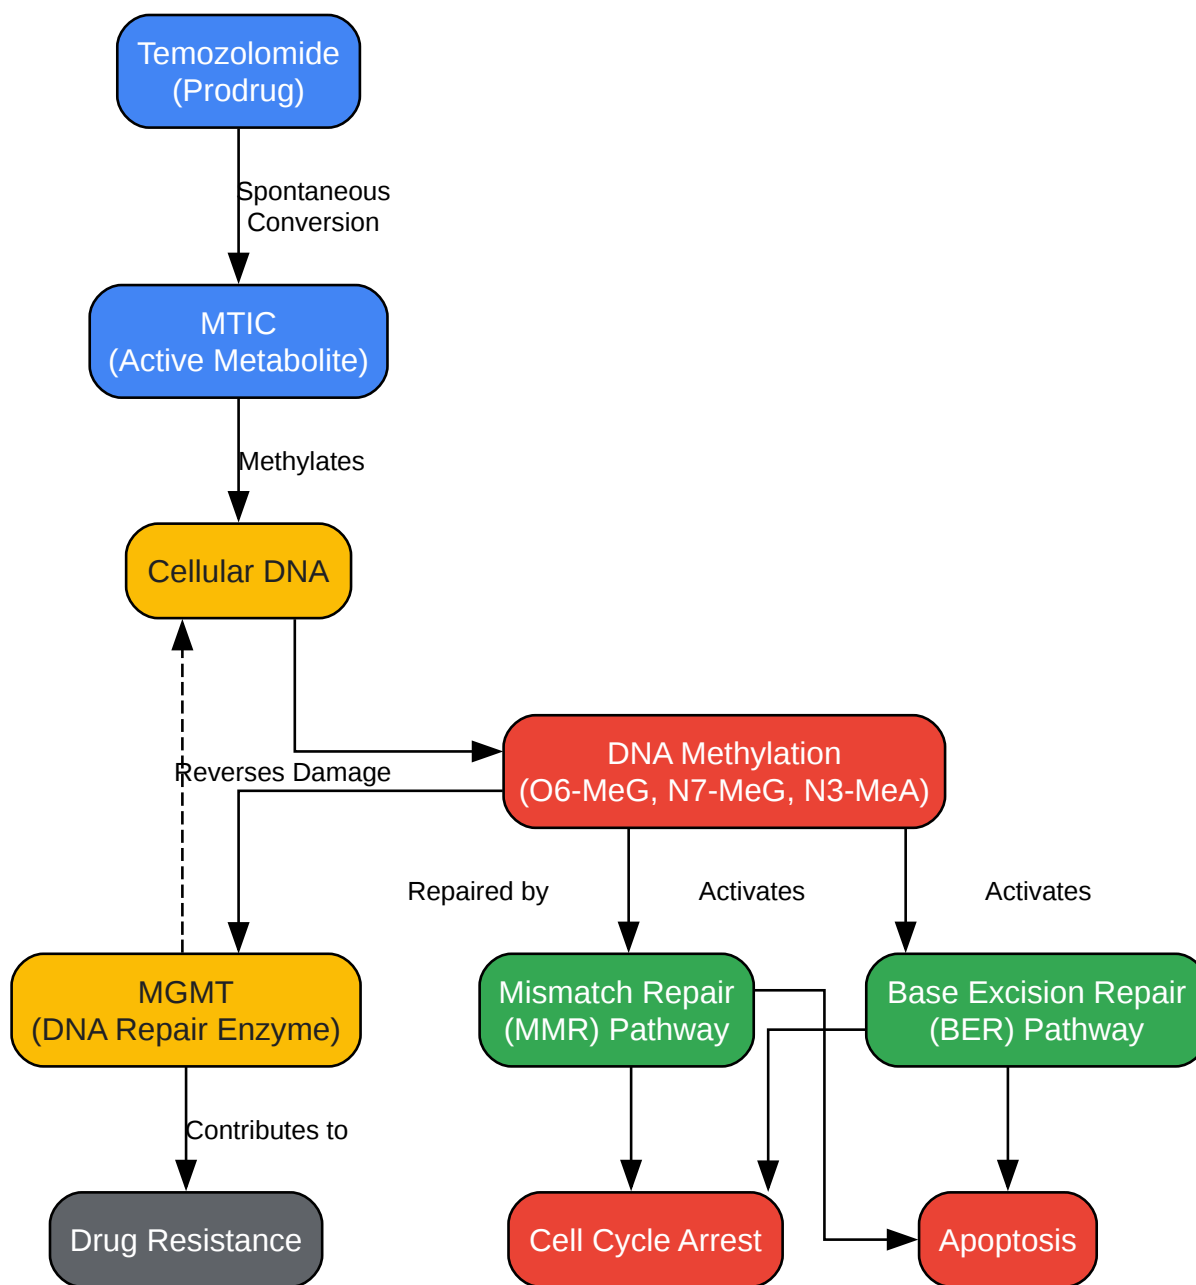 Temozolomide
(Prodrug)
Spontaneous
Conversion
MTIC
(Active Metabolite)
Methylates
Cellular DNA
DNA Methylation
(O6-MeG, N7-MeG, N3-MeA)
Reverses Damage
Repaired by
Activates
Activates
MGMT
(DNA Repair Enzyme)
Mismatch Repair
(MMR) Pathway
Base Excision Repair
(BER) Pathway
Contributes to
Drug Resistance
Cell Cycle Arrest
Apoptosis